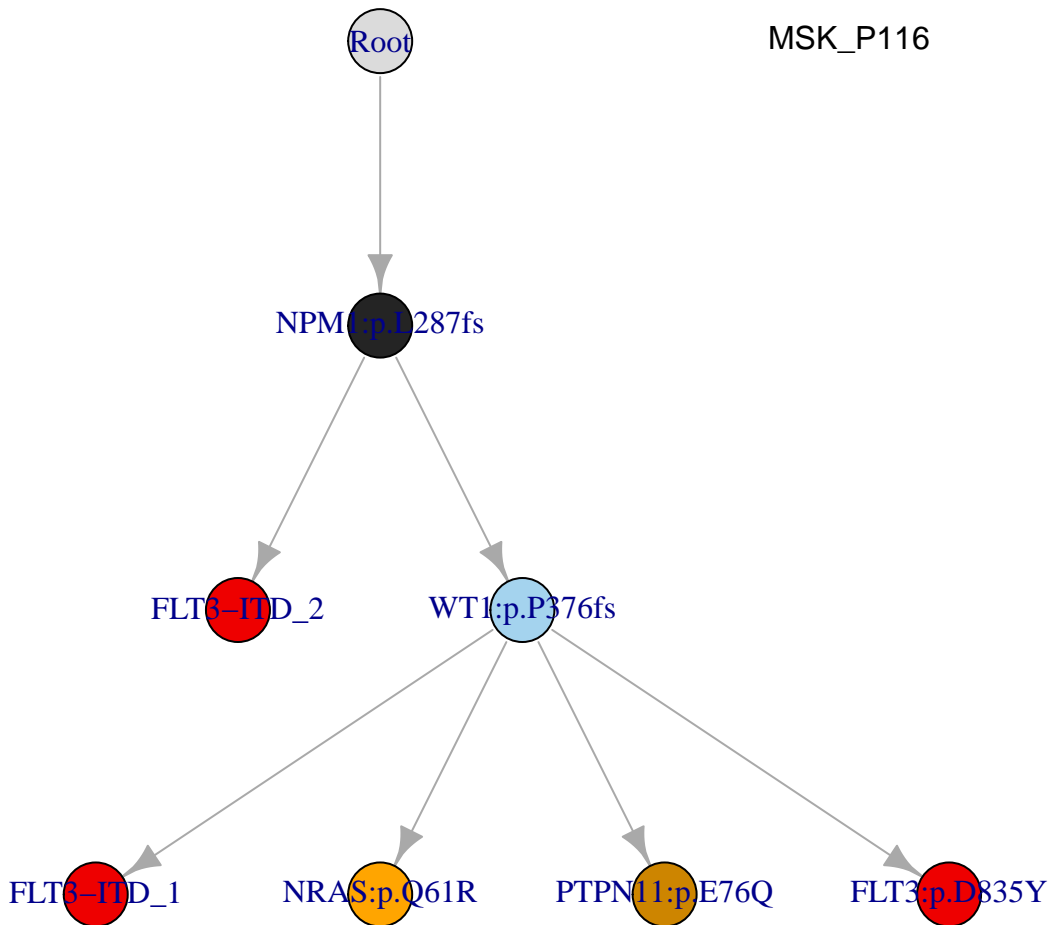 Root
MSK_P116
NPM1:p.L287fs
FLT3–ITD_2
WT1:p.P376fs
FLT3–ITD_1
NRAS:p.Q61R
PTPN11:p.E76Q
FLT3:p.D835Y